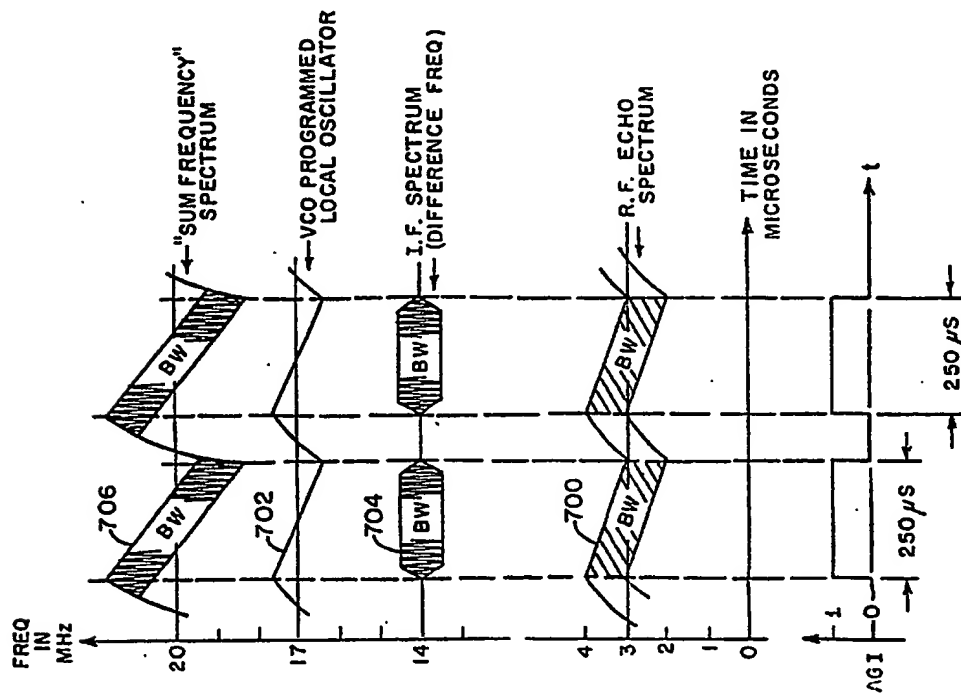 FREQ
IN
MHz
20
17
14
4
3
2
1
0
1
0
AGI
706
BW
BW
702
704
BW
BW
700
BW
BW
250 µS
250 µS
"SUM FREQUENCY"
SPECTRUM
VCO PROGRAMMED
LOCAL OSCILLATOR
I.F. SPECTRUM
(DIFFERENCE FREQ)
R.F. ECHO
SPECTRUM
TIME IN
MICROSECONDS
t